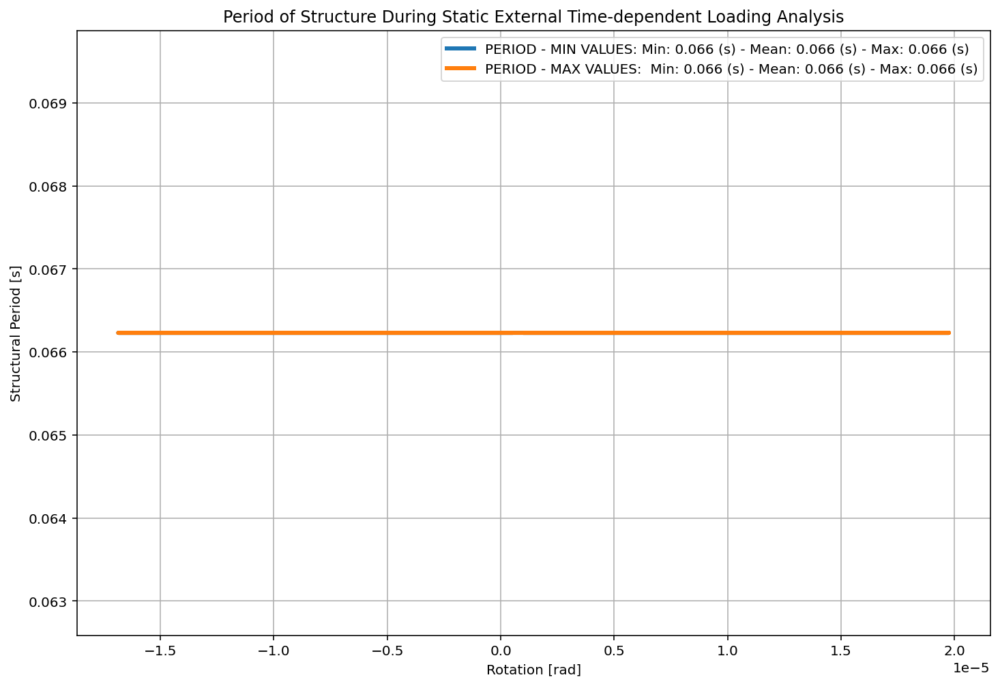 Period of Structure During Static External Time-dependent Loading Analysis
PERIOD - MIN VALUES: Min: 0.066 (s) - Mean: 0.066 (s) - Max: 0.066 (s)
PERIOD - MAX VALUES:  Min: 0.066 (s) - Mean: 0.066 (s) - Max: 0.066 (s)
Structural Period [s]
0.069
0.068
0.067
0.066
0.065
0.064
0.063
−1.5 −1.0 −0.5 0.0 0.5 1.0 1.5 2.0
1e−5
Rotation [rad]